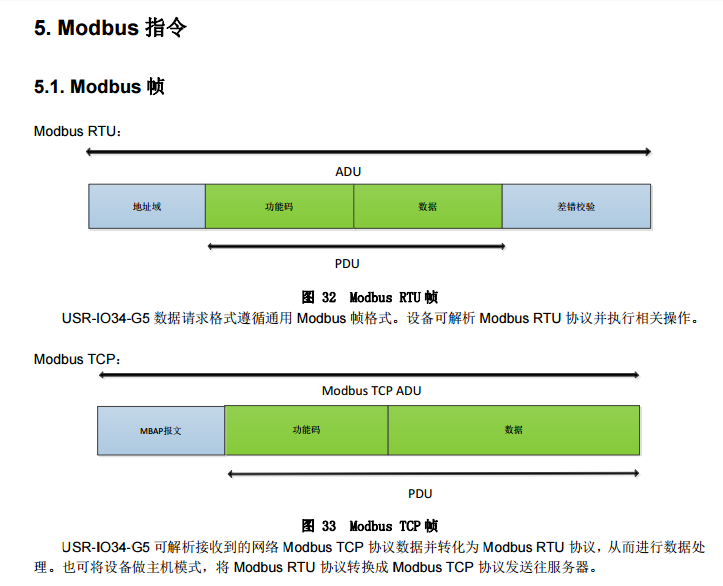 5. Modbus 指令
5.1. Modbus 帧
Modbus RTU：
ADU
地址域 功能码 数据 差错校验
PDU
图 32 Modbus RTU 帧
USR-IO34-G5 数据请求格式遵循通用 Modbus 帧格式。设备可解析 Modbus RTU 协议并执行相关操作。
Modbus TCP：
Modbus TCP ADU
MBAP报文 功能码 数据
PDU
图 33 Modbus TCP 帧
USR-IO34-G5 可解析接收到的网络 Modbus TCP 协议数据并转化为 Modbus RTU 协议，从而进行数据处
理。也可将设备做主机模式，将 Modbus RTU 协议转换成 Modbus TCP 协议发送往服务器。